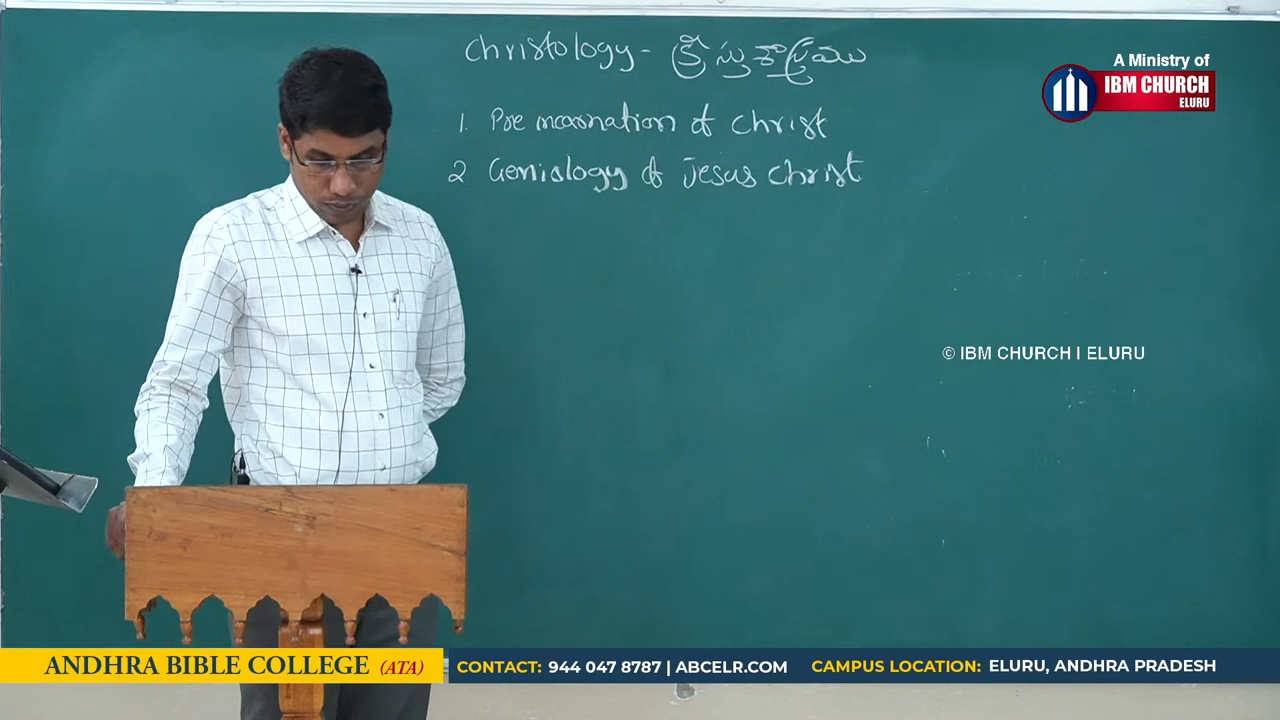 Christology - క్రీస్తు శాస్త్రము
1. Pre incarnation of Christ
2 Geniology of Jesus Christ
A Ministry of
IBM CHURCH
ELURU
© IBM CHURCH I ELURU
ANDHRA BIBLE COLLEGE (ATA)
CONTACT: 944 047 8787 | ABCELR.COM CAMPUS LOCATION: ELURU, ANDHRA PRADESH